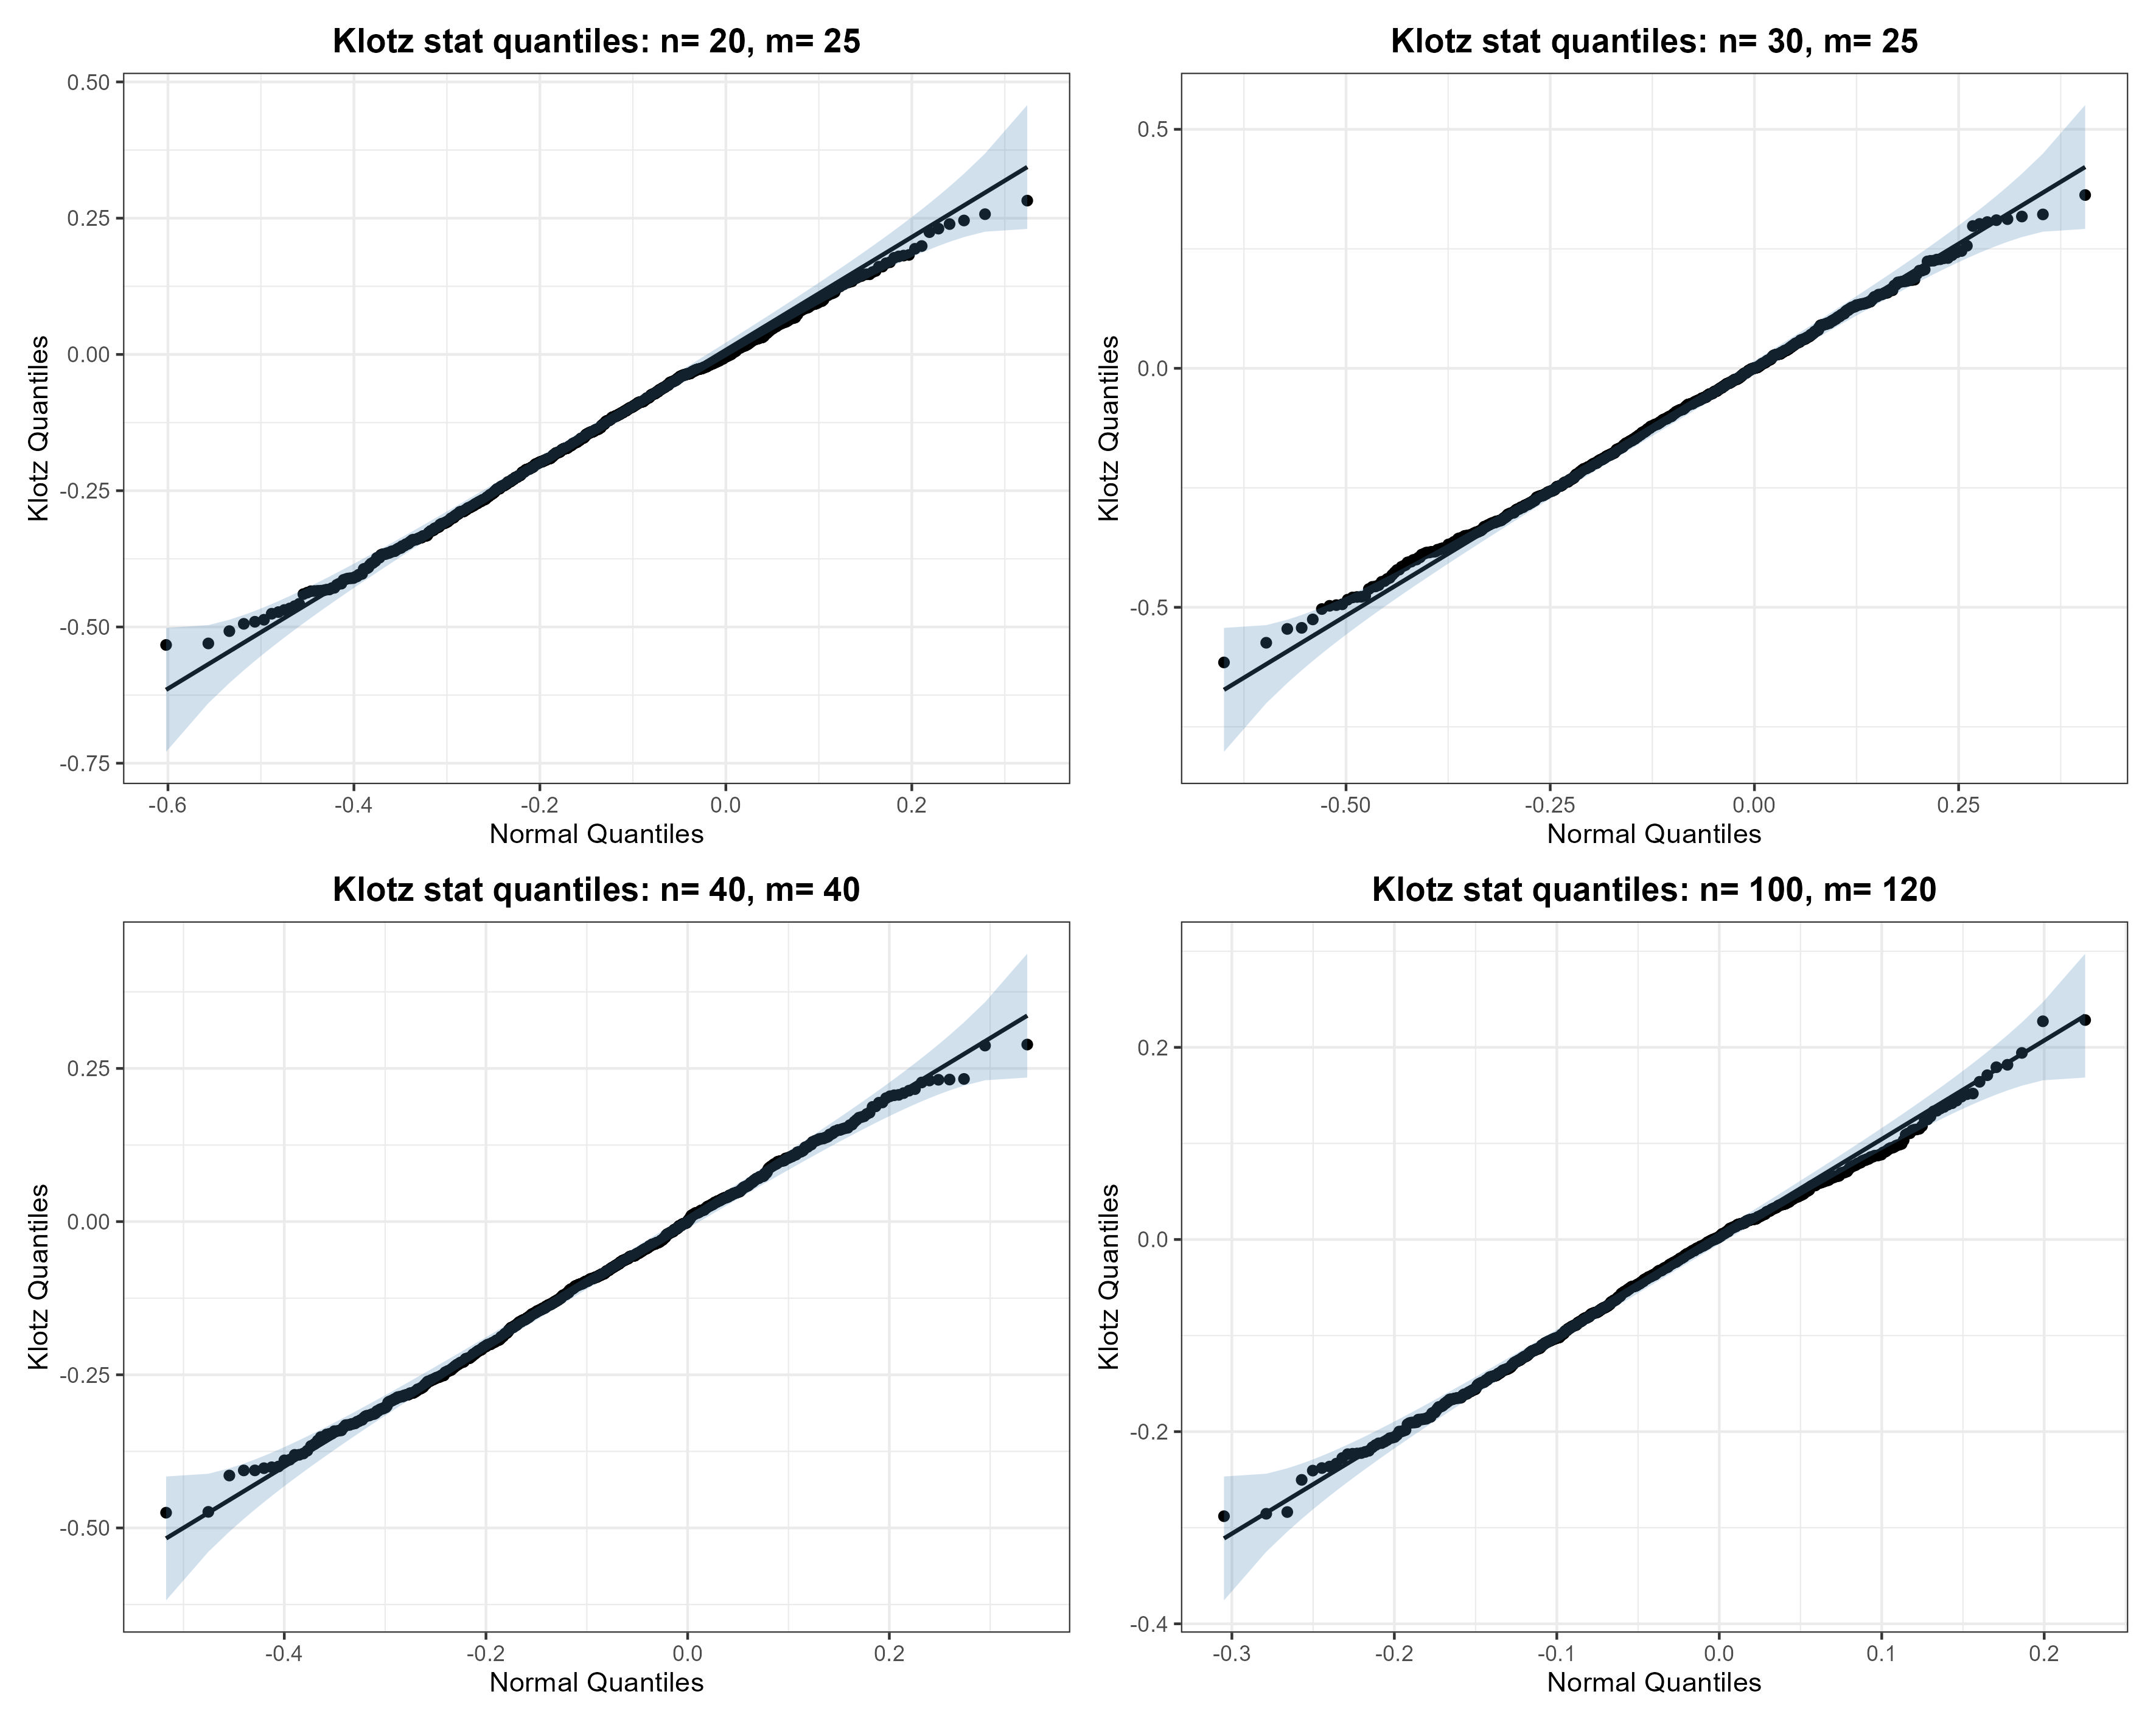 Klotz stat quantiles: n= 20, m= 25
0.50
0.25
0.00
-0.25
-0.50
-0.75
Klotz Quantiles
-0.6 -0.4 -0.2 0.0 0.2
Normal Quantiles
Klotz stat quantiles: n= 30, m= 25
0.5
0.0
-0.5
Klotz Quantiles
-0.50 -0.25 0.00 0.25
Normal Quantiles
Klotz stat quantiles: n= 40, m= 40
0.25
0.00
-0.25
-0.50
Klotz Quantiles
-0.4 -0.2 0.0 0.2
Normal Quantiles
Klotz stat quantiles: n= 100, m= 120
0.2
0.0
-0.2
-0.4
Klotz Quantiles
-0.3 -0.2 -0.1 0.0 0.1 0.2
Normal Quantiles